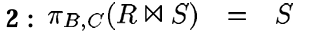 2 : π_{B,C}(R ⋈ S) = S